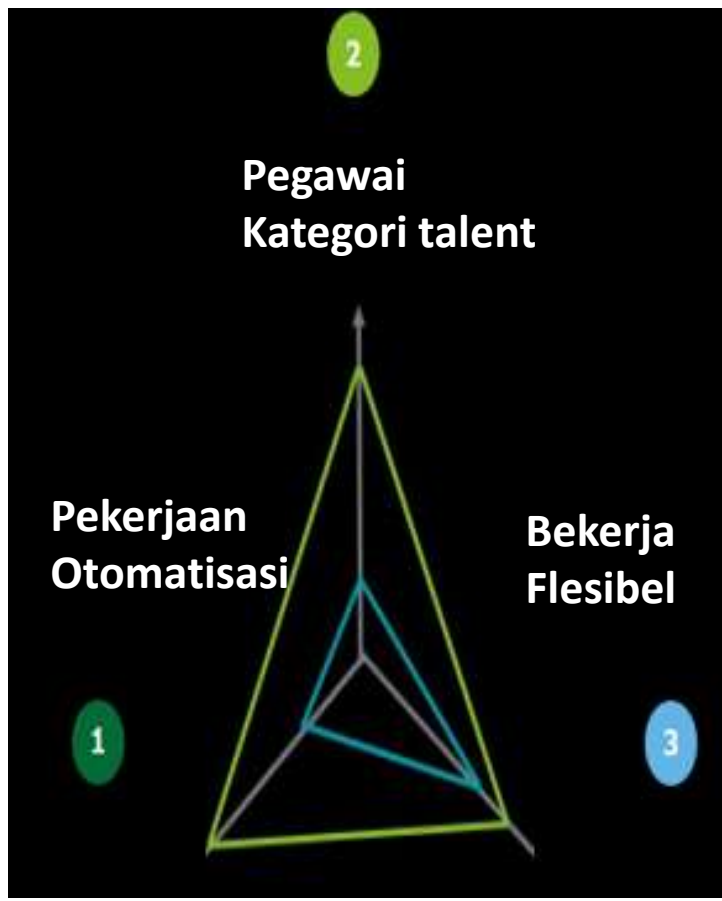 2
Pegawai
Kategori talent
Pekerjaan
Otomatisasi
Bekerja
Flesibel
1
3